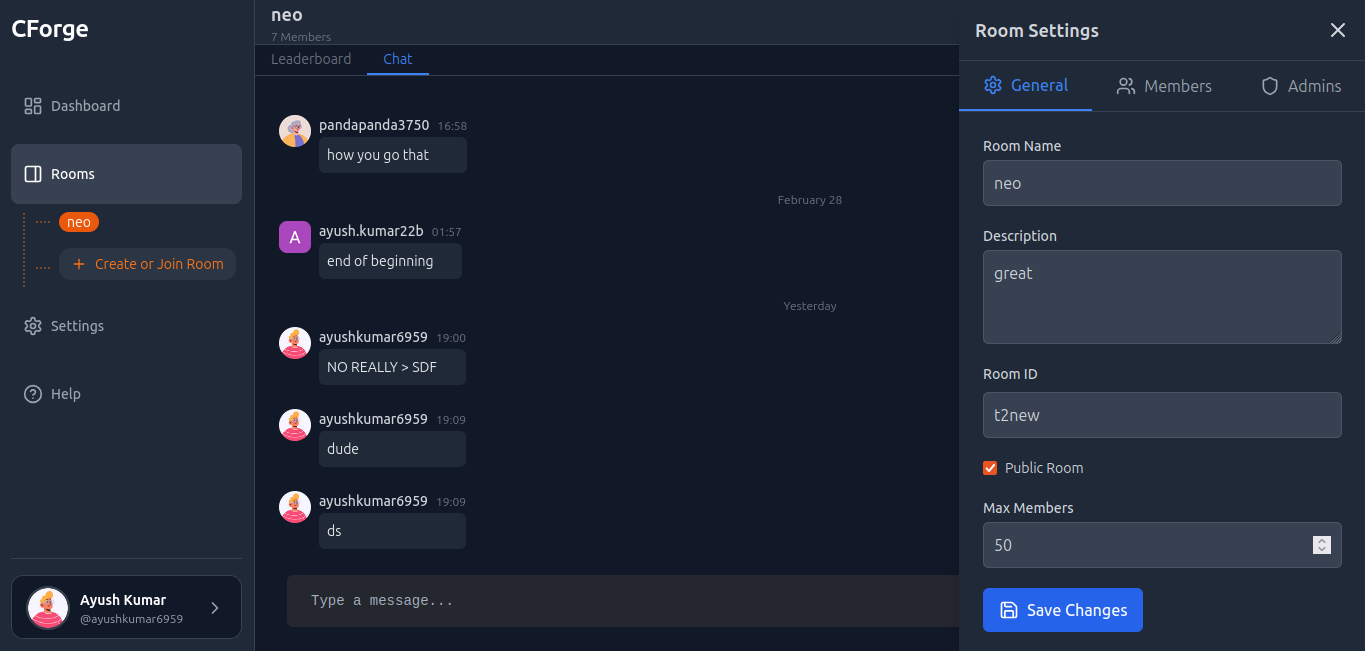 CForge
Dashboard
Rooms
neo
+ Create or Join Room
Settings
Help
Ayush Kumar
@ayushkumar6959
neo
7 Members
Leaderboard Chat
pandapanda3750 16:58
how you go that
February 28
A
ayush.kumar22b 01:57
end of beginning
Yesterday
ayushkumar6959 19:00
NO REALLY > SDF
ayushkumar6959 19:09
dude
ayushkumar6959 19:09
ds
Type a message...
Room Settings
General Members Admins
Room Name
neo
Description
great
Room ID
t2new
Public Room
Max Members
50
Save Changes